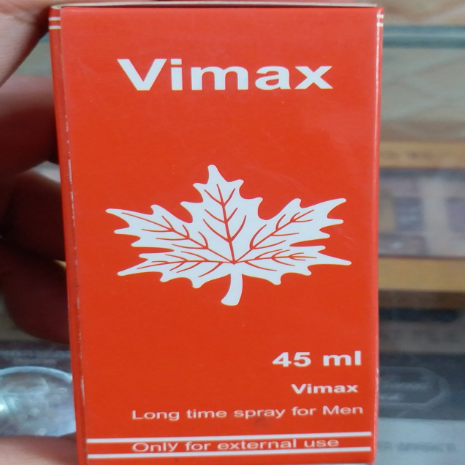 Vimax
45 ml
Vimax
Long time spray for Men
Only for external use